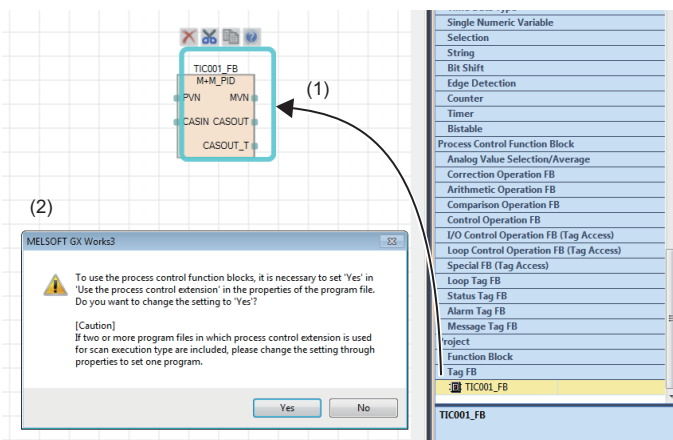 TIC001_FB
M+M_PID
PVN MVN
CASIN CASOUT
CASOUT_T
(1)
(2)
MELSOFT GX Works3
To use the process control function blocks, it is necessary to set 'Yes' in
'Use the process control extension' in the properties of the program file.
Do you want to change the setting to 'Yes'?
[Caution]
If two or more program files in which process control extension is used
for scan execution type are included, please change the setting through
properties to set one program.
Yes No
Single Numeric Variable
Selection
String
Bit Shift
Edge Detection
Counter
Timer
Bistable
Process Control Function Block
Analog Value Selection/Average
Correction Operation FB
Arithmetic Operation FB
Comparison Operation FB
Control Operation FB
I/O Control Operation FB (Tag Access)
Loop Control Operation FB (Tag Access)
Special FB (Tag Access)
Loop Tag FB
Status Tag FB
Alarm Tag FB
Message Tag FB
Project
Function Block
Tag FB
TIC001_FB
TIC001_FB